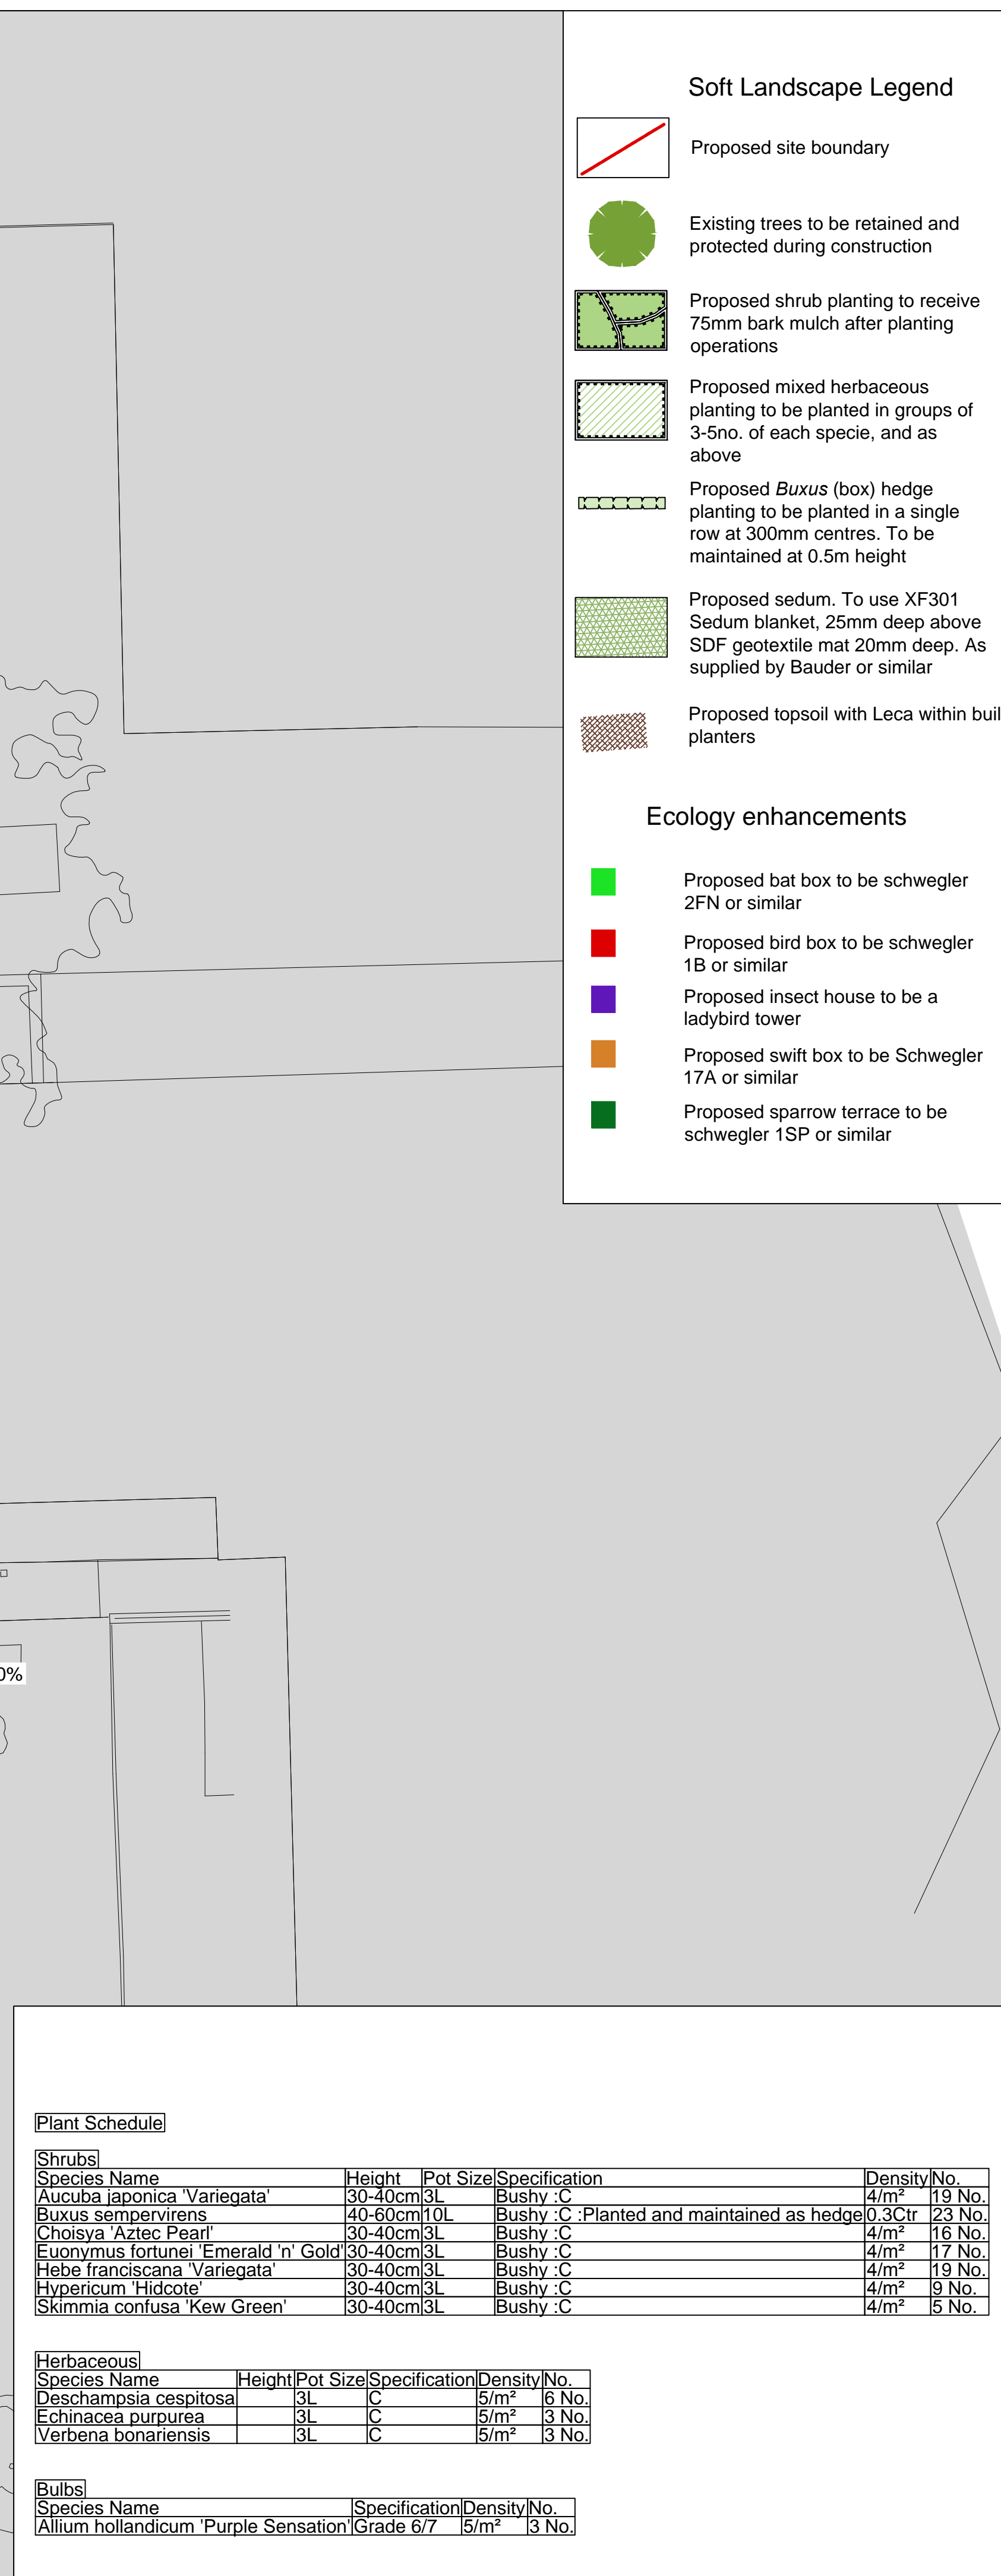 Soft Landscape Legend
Proposed site boundary
Existing trees to be retained and
protected during construction
Proposed shrub planting to receive
75mm bark mulch after planting
operations
Proposed mixed herbaceous
planting to be planted in groups of
3-5no. of each specie, and as
above
Proposed Buxus (box) hedge
planting to be planted in a single
row at 300mm centres. To be
maintained at 0.5m height
Proposed sedum. To use XF301
Sedum blanket, 25mm deep above
SDF geotextile mat 20mm deep. As
supplied by Bauder or similar
Proposed topsoil with Leca within buil
planters
Ecology enhancements
Proposed bat box to be schwegler
2FN or similar
Proposed bird box to be schwegler
1B or similar
Proposed insect house to be a
ladybird tower
Proposed swift box to be Schwegler
17A or similar
Proposed sparrow terrace to be
schwegler 1SP or similar
0%
Plant Schedule
Shrubs
Species Name Height Pot Size Specification Density No.
Aucuba japonica 'Variegata' 30-40cm 3L Bushy :C 4/m² 19 No.
Buxus sempervirens 40-60cm 10L Bushy :C :Planted and maintained as hedge 0.3Ctr 23 No.
Choisya 'Aztec Pearl' 30-40cm 3L Bushy :C 4/m² 16 No.
Euonymus fortunei 'Emerald 'n' Gold' 30-40cm 3L Bushy :C 4/m² 17 No.
Hebe franciscana 'Variegata' 30-40cm 3L Bushy :C 4/m² 19 No.
Hypericum 'Hidcote' 30-40cm 3L Bushy :C 4/m² 9 No.
Skimmia confusa 'Kew Green' 30-40cm 3L Bushy :C 4/m² 5 No.
Herbaceous
Species Name Height Pot Size Specification Density No.
Deschampsia cespitosa 3L C 5/m² 6 No.
Echinacea purpurea 3L C 5/m² 3 No.
Verbena bonariensis 3L C 5/m² 3 No.
Bulbs
Species Name Specification Density No.
Allium hollandicum 'Purple Sensation' Grade 6/7 5/m² 3 No.